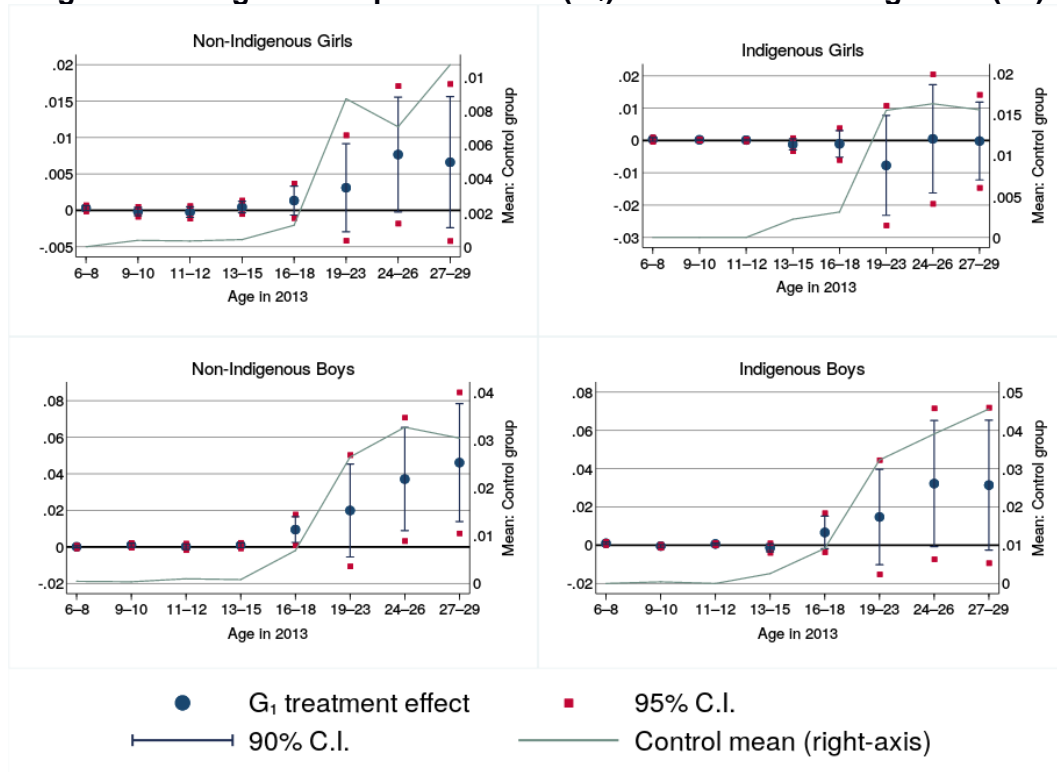 Non-Indigenous Girls
.02
.015
.01
.005
0
-.005
.01
.008
.006
.004
.002
0
Mean: Control group
6–8 9–10 11–12 13–15 16–18 19–23 24–26 27–29
Age in 2013
Indigenous Girls
.02
.01
0
-.01
-.02
-.03
.02
.015
.01
.005
0
Mean: Control group
6–8 9–10 11–12 13–15 16–18 19–23 24–26 27–29
Age in 2013
Non-Indigenous Boys
.08
.06
.04
.02
0
-.02
.04
.03
.02
.01
0
Mean: Control group
6–8 9–10 11–12 13–15 16–18 19–23 24–26 27–29
Age in 2013
Indigenous Boys
.08
.06
.04
.02
0
-.02
.05
.04
.03
.02
.01
0
Mean: Control group
6–8 9–10 11–12 13–15 16–18 19–23 24–26 27–29
Age in 2013
G₁ treatment effect 95% C.I.
90% C.I. Control mean (right-axis)